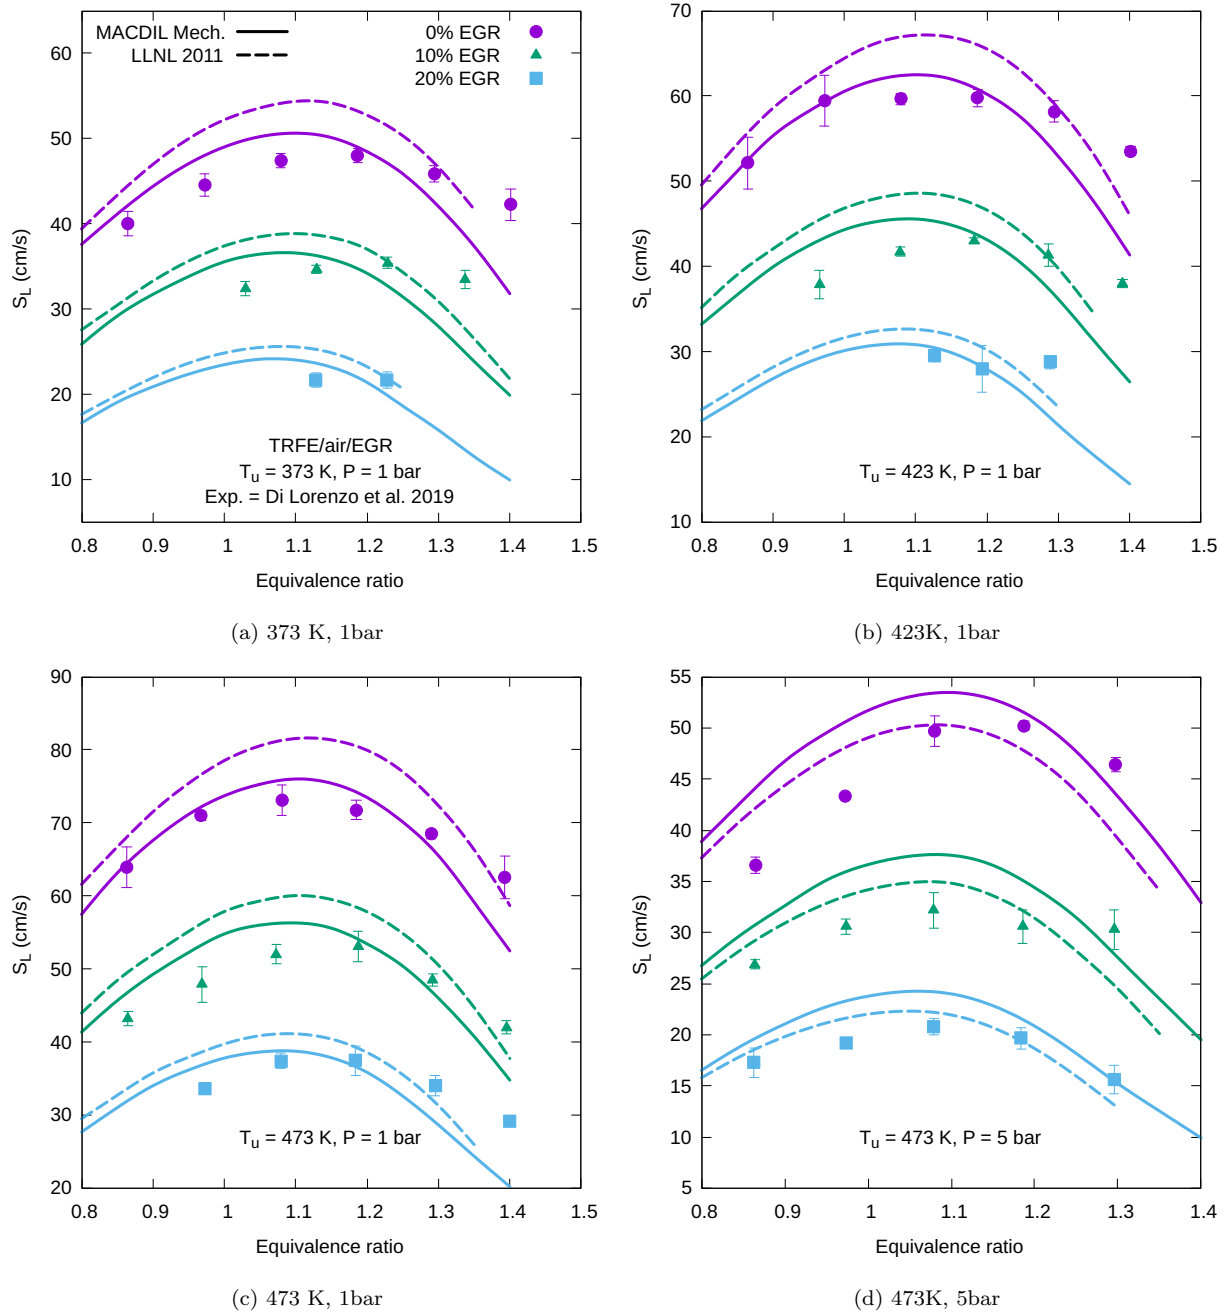 MACDIL Mech.
LLNL 2011
0% EGR
10% EGR
20% EGR
60
50
40
30
20
10
S_L (cm/s)
TRFE/air/EGR
T_u = 373 K, P = 1 bar
Exp. = Di Lorenzo et al. 2019
0.8 0.9 1 1.1 1.2 1.3 1.4 1.5
Equivalence ratio
(a) 373 K, 1bar
70
60
50
40
30
20
10
T_u = 423 K, P = 1 bar
0.8 0.9 1 1.1 1.2 1.3 1.4 1.5
Equivalence ratio
(b) 423K, 1bar
90
80
70
60
50
40
30
20
S_L (cm/s)
T_u = 473 K, P = 1 bar
0.8 0.9 1 1.1 1.2 1.3 1.4 1.5
Equivalence ratio
(c) 473 K, 1bar
55
50
45
40
35
30
25
20
15
10
5
T_u = 473 K, P = 5 bar
0.8 0.9 1 1.1 1.2 1.3 1.4
Equivalence ratio
(d) 473K, 5bar